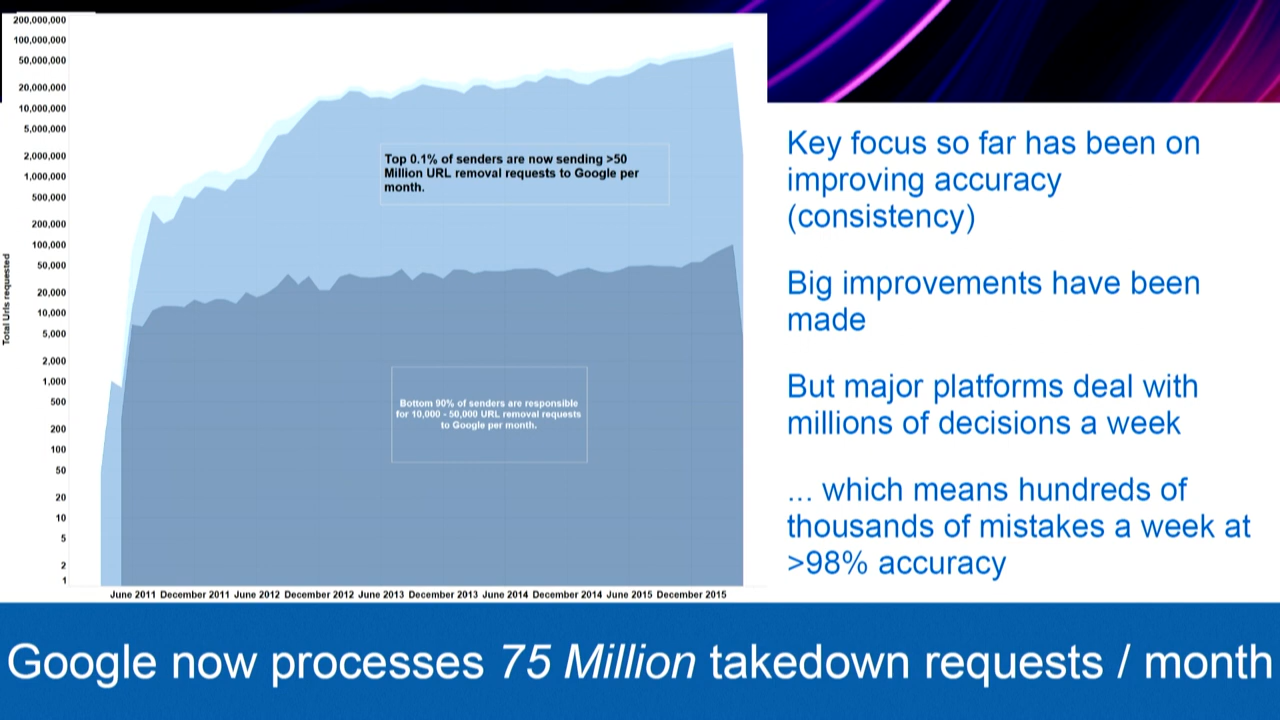 200,000,000
100,000,000
50,000,000
20,000,000
10,000,000
5,000,000
2,000,000
1,000,000
500,000
200,000
100,000
50,000
20,000
10,000
5,000
2,000
1,000
500
200
100
50
20
10
5
2
1
Total Urls requested
Top 0.1% of senders are now sending >50
Million URL removal requests to Google per
month.
Bottom 90% of senders are responsible
for 10,000 - 50,000 URL removal requests
to Google per month.
June 2011 December 2011 June 2012 December 2012 June 2013 December 2013 June 2014 December 2014 June 2015 December 2015
Key focus so far has been on
improving accuracy
(consistency)
Big improvements have been
made
But major platforms deal with
millions of decisions a week
... which means hundreds of
thousands of mistakes a week at
>98% accuracy
Google now processes 75 Million takedown requests / month